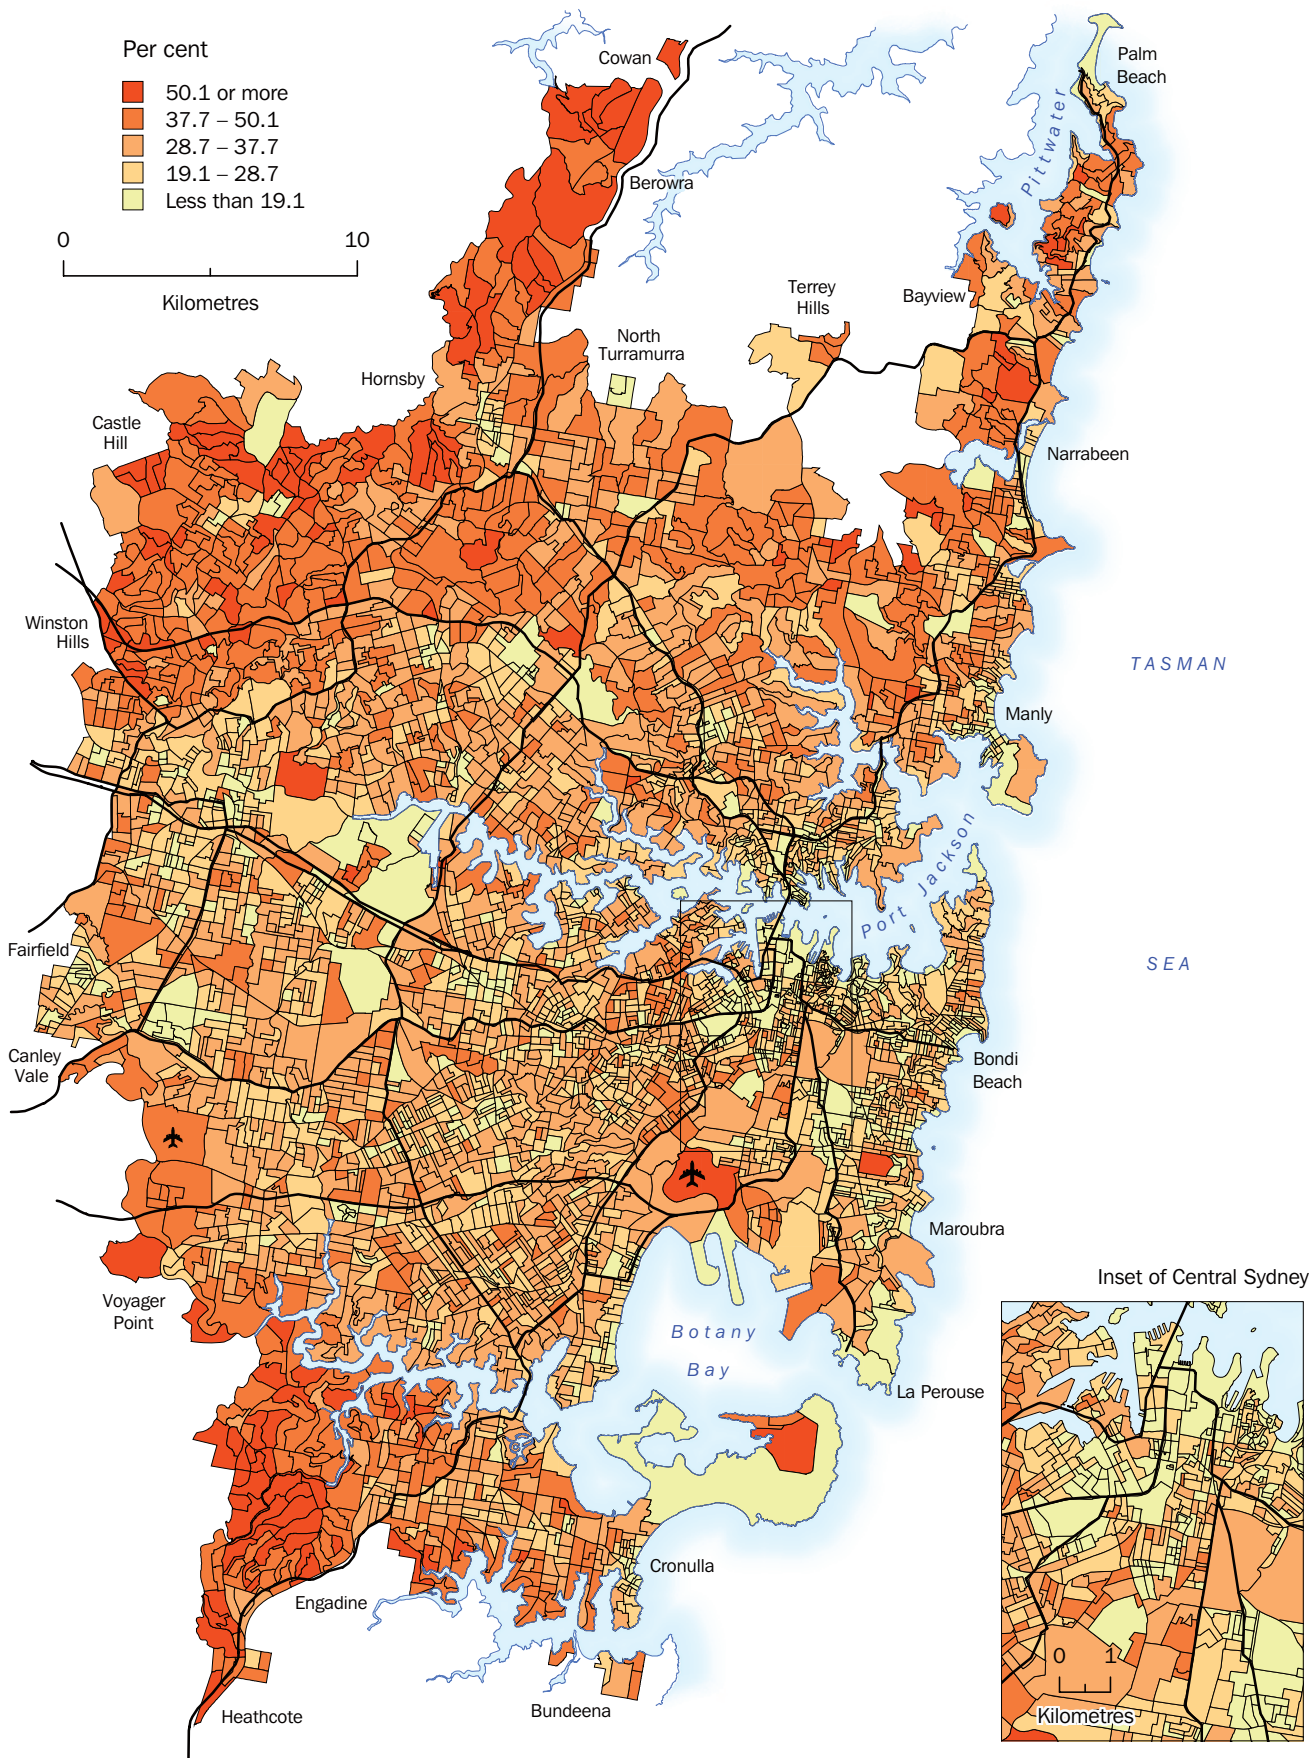 Per cent
50.1 or more
37.7 – 50.1
28.7 – 37.7
19.1 – 28.7
Less than 19.1
0 10
Kilometres
Cowan
Palm
Beach
Pittwater
Berowra
Terrey
Hills
Bayview
North
Turramurra
Hornsby
Castle
Hill
Narrabeen
Winston
Hills
TASMAN
Manly
Port Jackson
Fairfield
SEA
Canley
Vale
Bondi
Beach
Maroubra
Voyager
Point
Botany
Bay
La Perouse
Cronulla
Engadine
Bundeena
Heathcote
Inset of Central Sydney
0 1
Kilometres